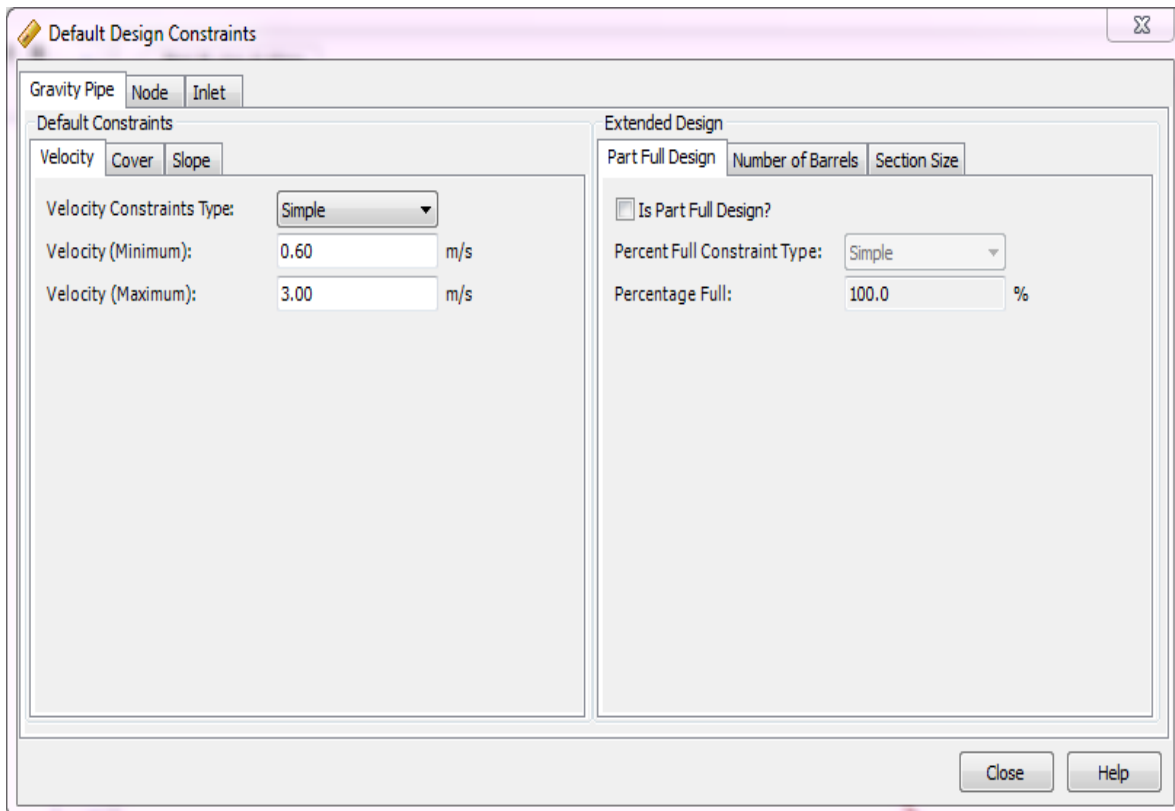 Default Design Constraints
Gravity Pipe Node Inlet
Default Constraints
Velocity Cover Slope
Velocity Constraints Type: Simple
Velocity (Minimum): 0.60 m/s
Velocity (Maximum): 3.00 m/s
Extended Design
Part Full Design Number of Barrels Section Size
Is Part Full Design?
Percent Full Constraint Type: Simple
Percentage Full: 100.0 %
Close Help